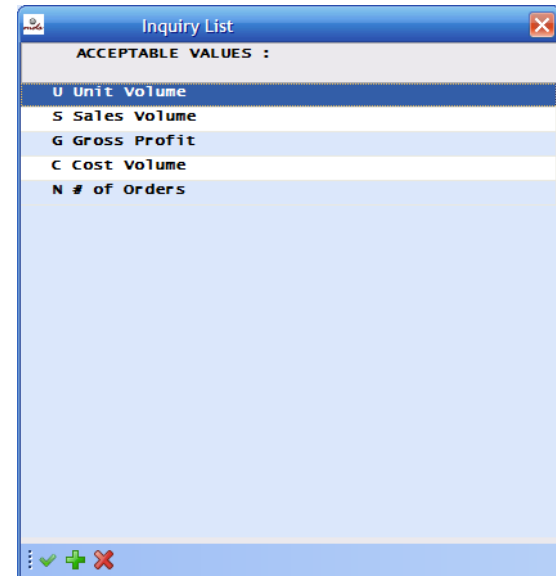 Inquiry List
ACCEPTABLE VALUES :
U Unit Volume
S Sales Volume
G Gross Profit
C Cost Volume
N # of Orders